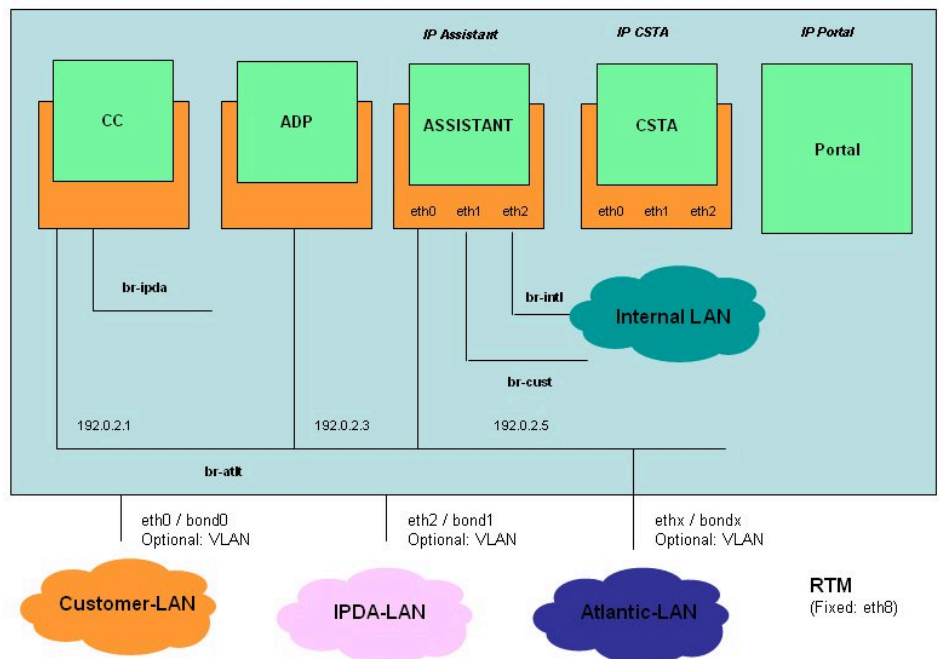 IP Assistant
IP CSTA
IP Portal
CC
ADP
ASSISTANT
CSTA
Portal
eth0 eth1 eth2
eth0 eth1 eth2
br-ipda
br-intl
Internal LAN
br-cust
192.0.2.1
192.0.2.3
192.0.2.5
br-atlt
eth0 / bond0
Optional: VLAN
eth2 / bond1
Optional: VLAN
ethx / bondx
Optional: VLAN
Customer-LAN
IPDA-LAN
Atlantic-LAN
RTM
(Fixed: eth8)